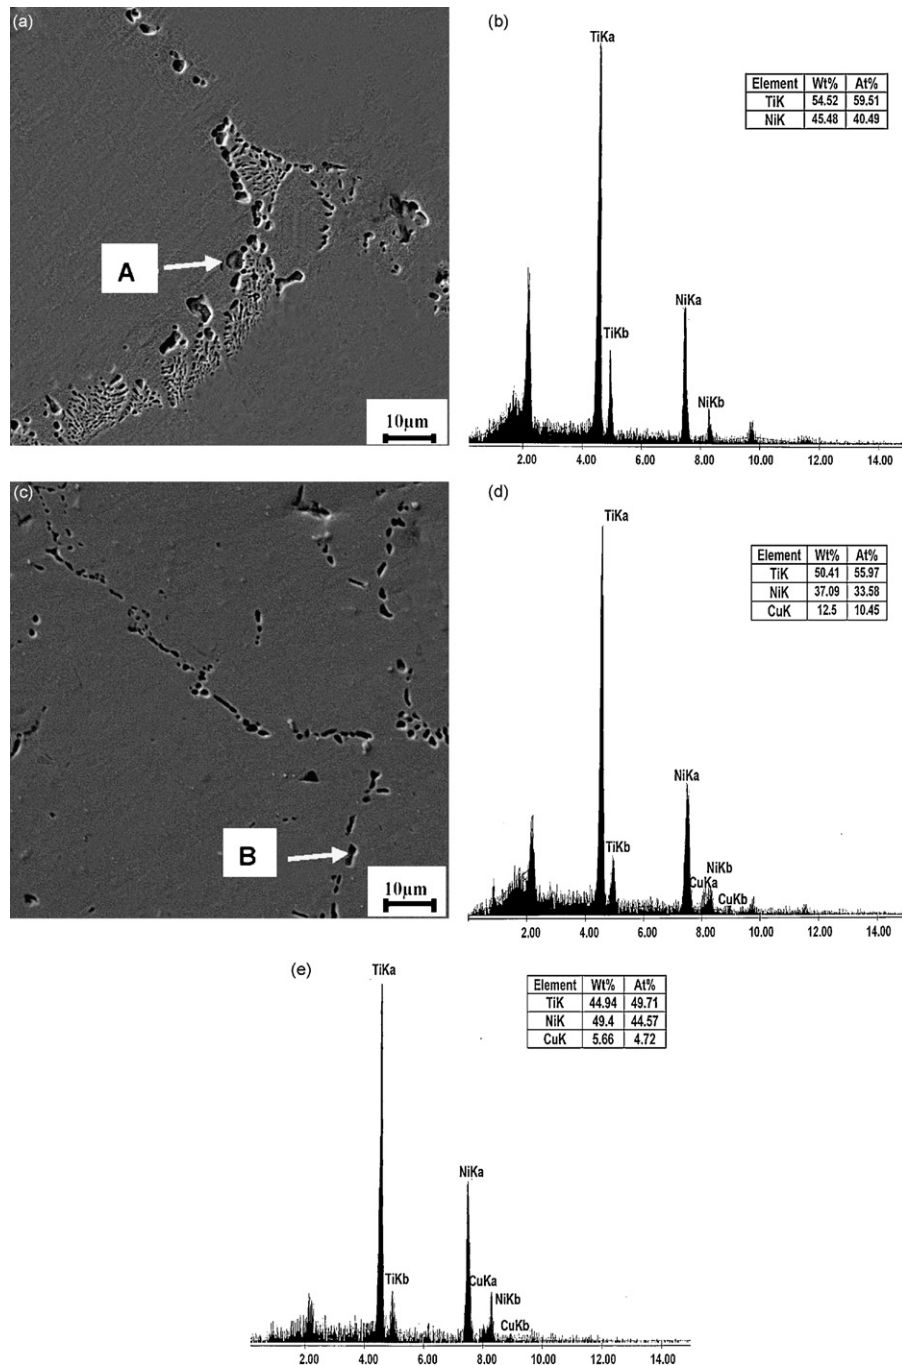 (a)
A
10µm
(b)
TiKa
TiKb
NiKa
NiKb
Element Wt% At%
TiK 54.52 59.51
NiK 45.48 40.49
2.00 4.00 6.00 8.00 10.00 12.00 14.00
(c)
B
10µm
(d)
TiKa
TiKb
NiKa
NiKb
CuKa
CuKb
Element Wt% At%
TiK 50.41 55.97
NiK 37.09 33.58
CuK 12.5 10.45
2.00 4.00 6.00 8.00 10.00 12.00 14.00
(e)
TiKa
TiKb
NiKa
CuKa
NiKb
CuKb
Element Wt% At%
TiK 44.94 49.71
NiK 49.4 44.57
CuK 5.66 4.72
2.00 4.00 6.00 8.00 10.00 12.00 14.00